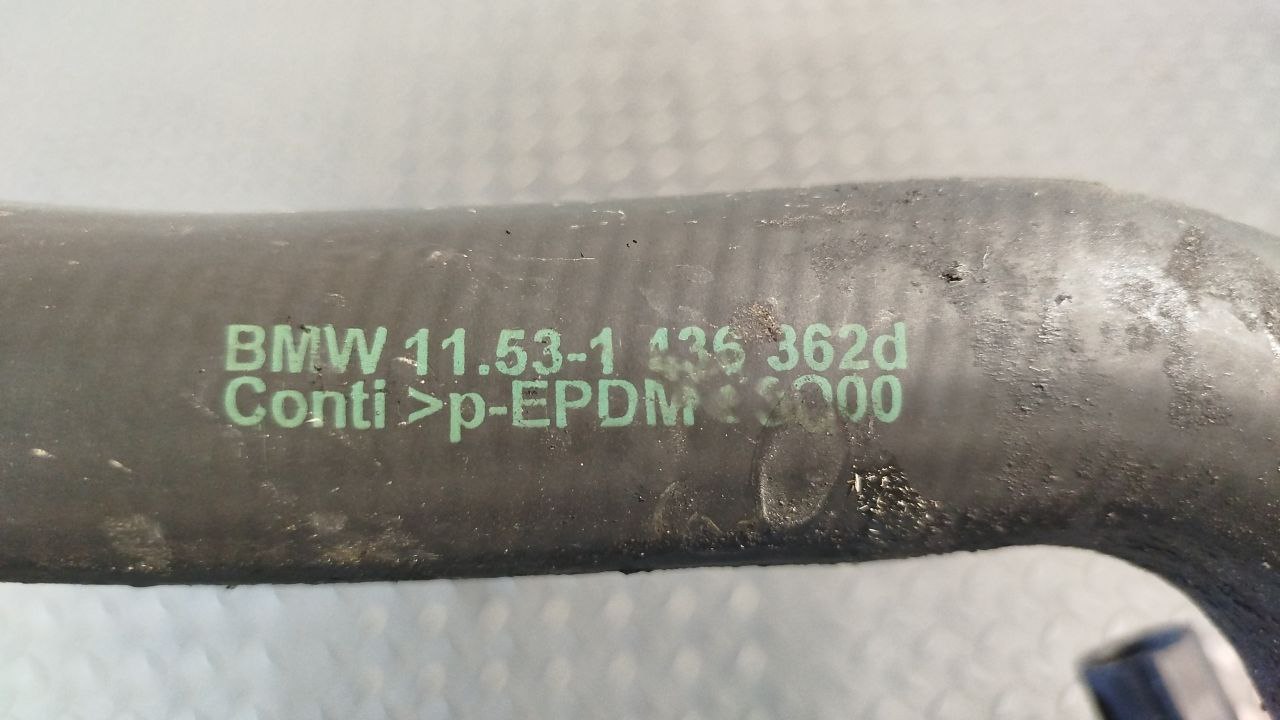 BMW 11.53-1 436 362d
Conti >p-EPDM